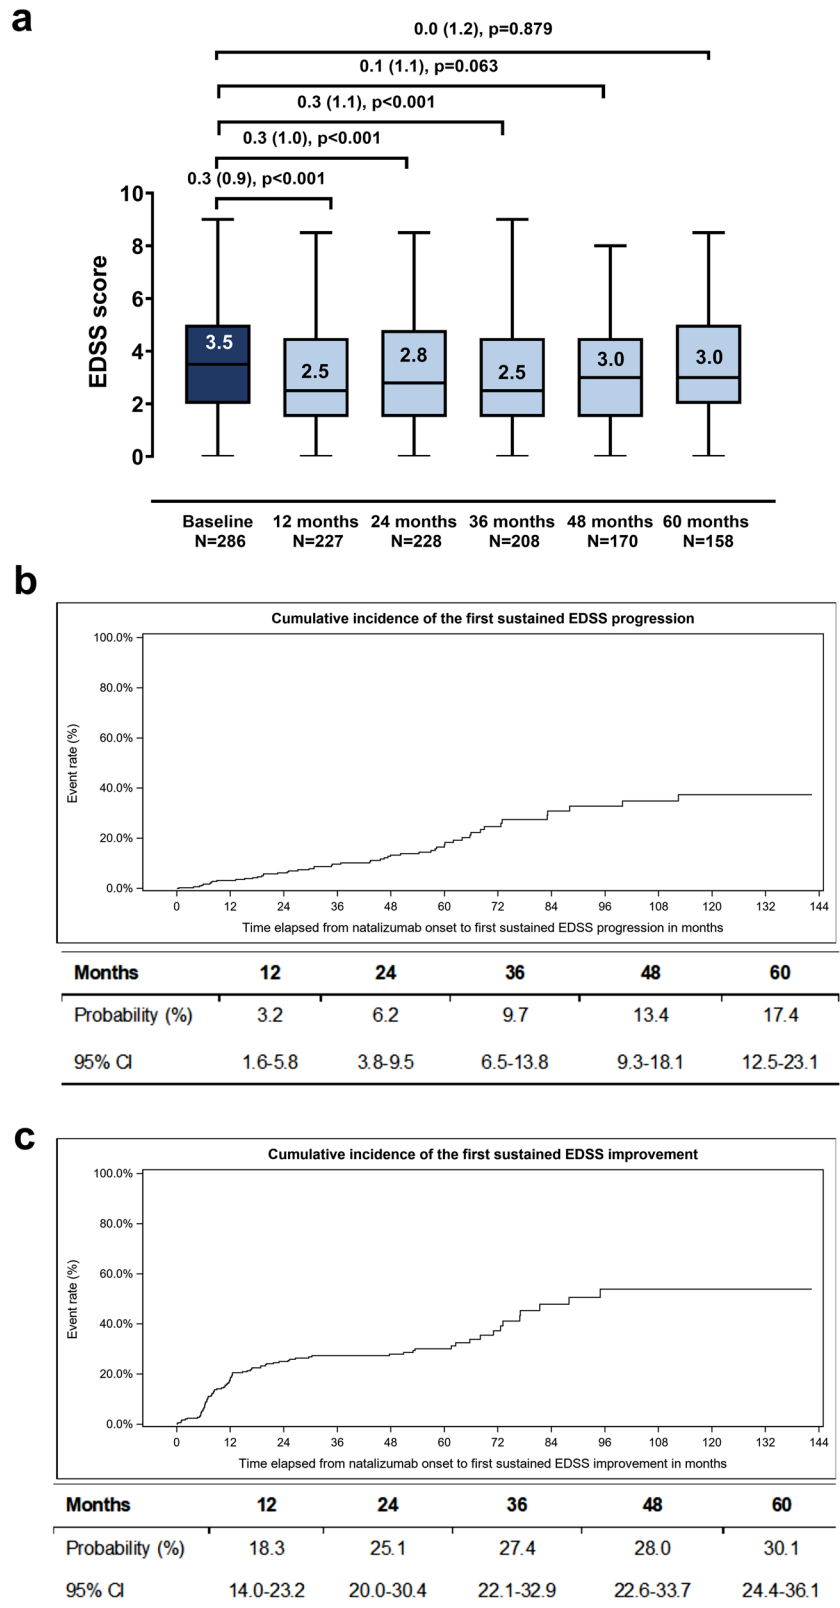 a
0.0 (1.2), p=0.879
0.1 (1.1), p=0.063
0.3 (1.1), p<0.001
0.3 (1.0), p<0.001
0.3 (0.9), p<0.001
EDSS score
10
8
6
4
2
0
3.5 2.5 2.8 2.5 3.0 3.0
Baseline 12 months 24 months 36 months 48 months 60 months
N=286 N=227 N=228 N=208 N=170 N=158
b
Cumulative incidence of the first sustained EDSS progression
Event rate (%)
100.0%
80.0%
60.0%
40.0%
20.0%
0.0%
0 12 24 36 48 60 72 84 96 108 120 132 144
Time elapsed from natalizumab onset to first sustained EDSS progression in months
Months 12 24 36 48 60
Probability (%) 3.2 6.2 9.7 13.4 17.4
95% CI 1.6-5.8 3.8-9.5 6.5-13.8 9.3-18.1 12.5-23.1
c
Cumulative incidence of the first sustained EDSS improvement
Event rate (%)
100.0%
80.0%
60.0%
40.0%
20.0%
0.0%
0 12 24 36 48 60 72 84 96 108 120 132 144
Time elapsed from natalizumab onset to first sustained EDSS improvement in months
Months 12 24 36 48 60
Probability (%) 18.3 25.1 27.4 28.0 30.1
95% CI 14.0-23.2 20.0-30.4 22.1-32.9 22.6-33.7 24.4-36.1